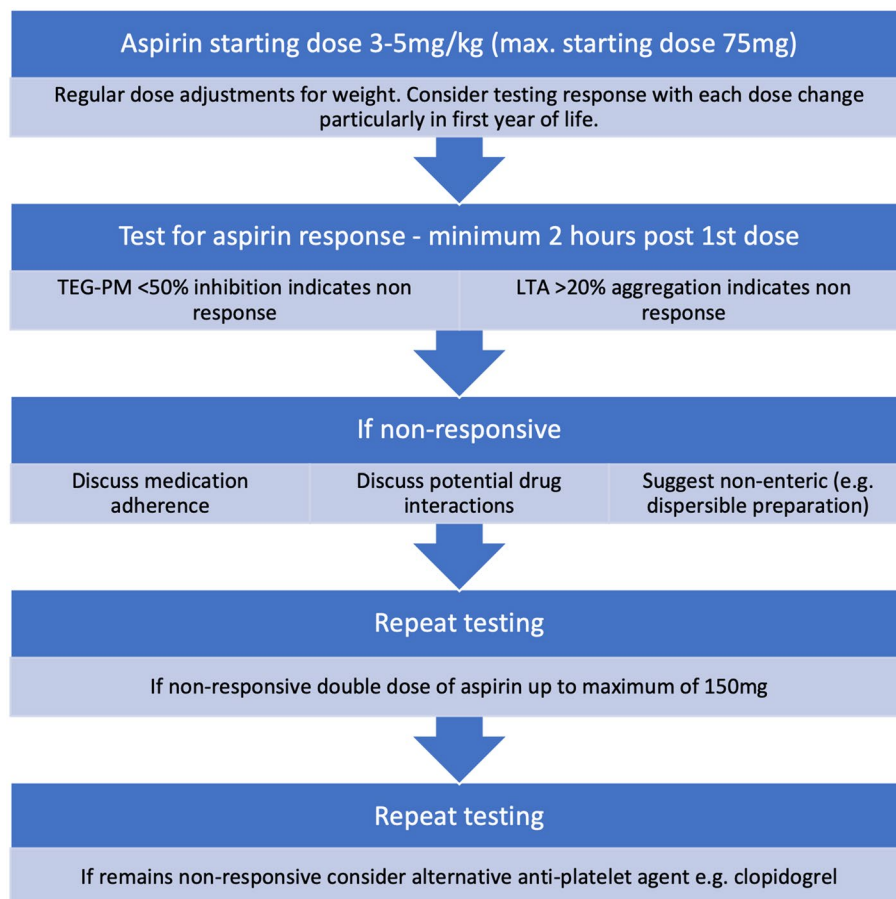 Aspirin starting dose 3-5mg/kg (max. starting dose 75mg)
Regular dose adjustments for weight. Consider testing response with each dose change
particularly in first year of life.
Test for aspirin response - minimum 2 hours post 1st dose
TEG-PM <50% inhibition indicates non
response
LTA >20% aggregation indicates non
response
If non-responsive
Discuss medication
adherence
Discuss potential drug
interactions
Suggest non-enteric (e.g.
dispersible preparation)
Repeat testing
If non-responsive double dose of aspirin up to maximum of 150mg
Repeat testing
If remains non-responsive consider alternative anti-platelet agent e.g. clopidogrel